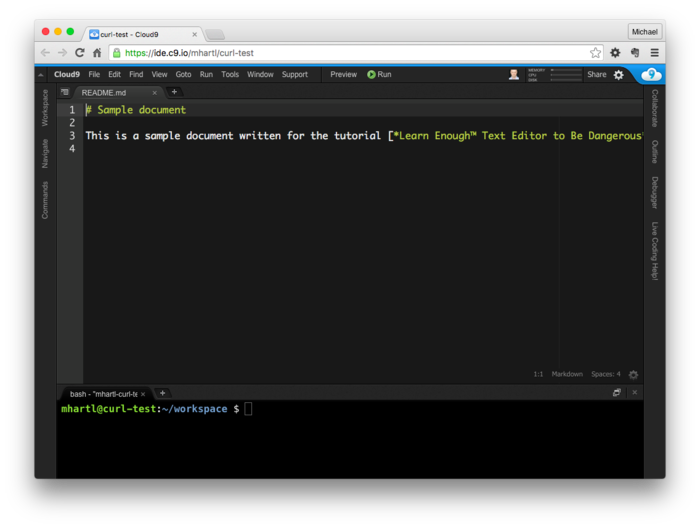 curl-test - Cloud9
Michael
https://ide.c9.io/mhartl/curl-test
Cloud9 File Edit Find View Goto Run Tools Window Support Preview Run MEMORY CPU DISK Share
README.md
Workspace
Navigate
Commands
1 # Sample document
2
3 This is a sample document written for the tutorial [*Learn Enough™ Text Editor to Be Dangerous
4
Collaborate
Outline
Debugger
Live Coding Help!
1:1 Markdown Spaces: 4
bash - "mhartl-curl-te
mhartl@curl-test:~/workspace $